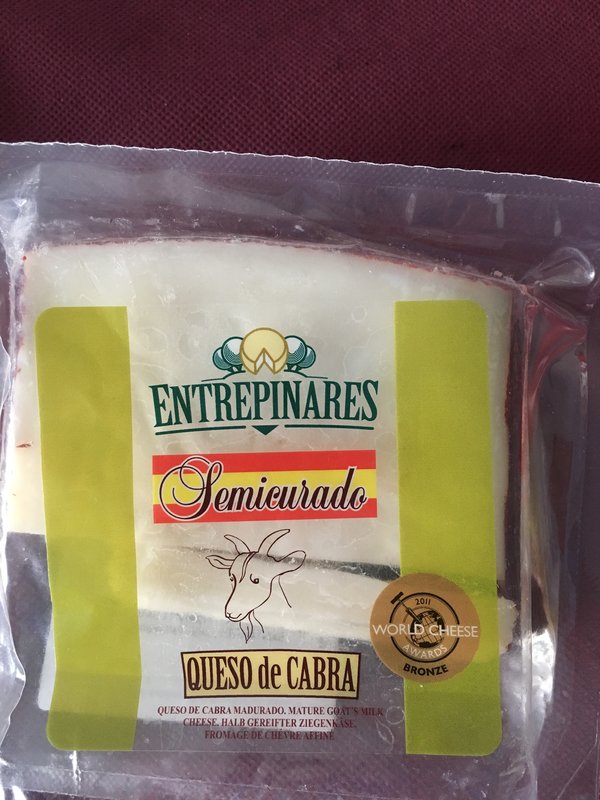 ENTREPINARES
Semicurado
2011
WORLD CHEESE
AWARDS
BRONZE
QUESO de CABRA
QUESO DE CABRA MADURADO. MATURE GOAT'S MILK
CHEESE. HALB GEREIFTER ZIEGENKÄSE.
FROMAGE DE CHÈVRE AFFINÉ